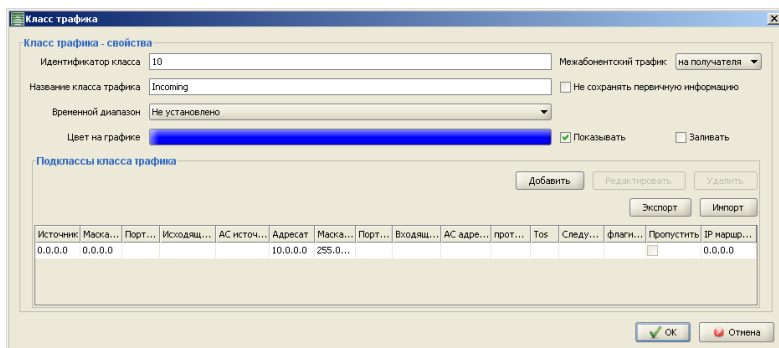 Класс трафика
Класс трафика - свойства
Идентификатор класса 10 Межабонентский трафик на получателя
Название класса трафика Incoming Не сохранять первичную информацию
Временной диапазон Не установлено
Цвет на графике Показывать Заливать
Подклассы класса трафика
Добавить Редактировать Удалить
Экспорт Импорт
Источник Маска... Порт... Исходящ... АС источ... Адресат Маска... Порт... Входящ... АС адре... прот... Tos Следу... флаги... Пропустить IP маршр...
0.0.0.0 0.0.0.0 10.0.0.0 255.0... 0.0.0.0
OK Отмена